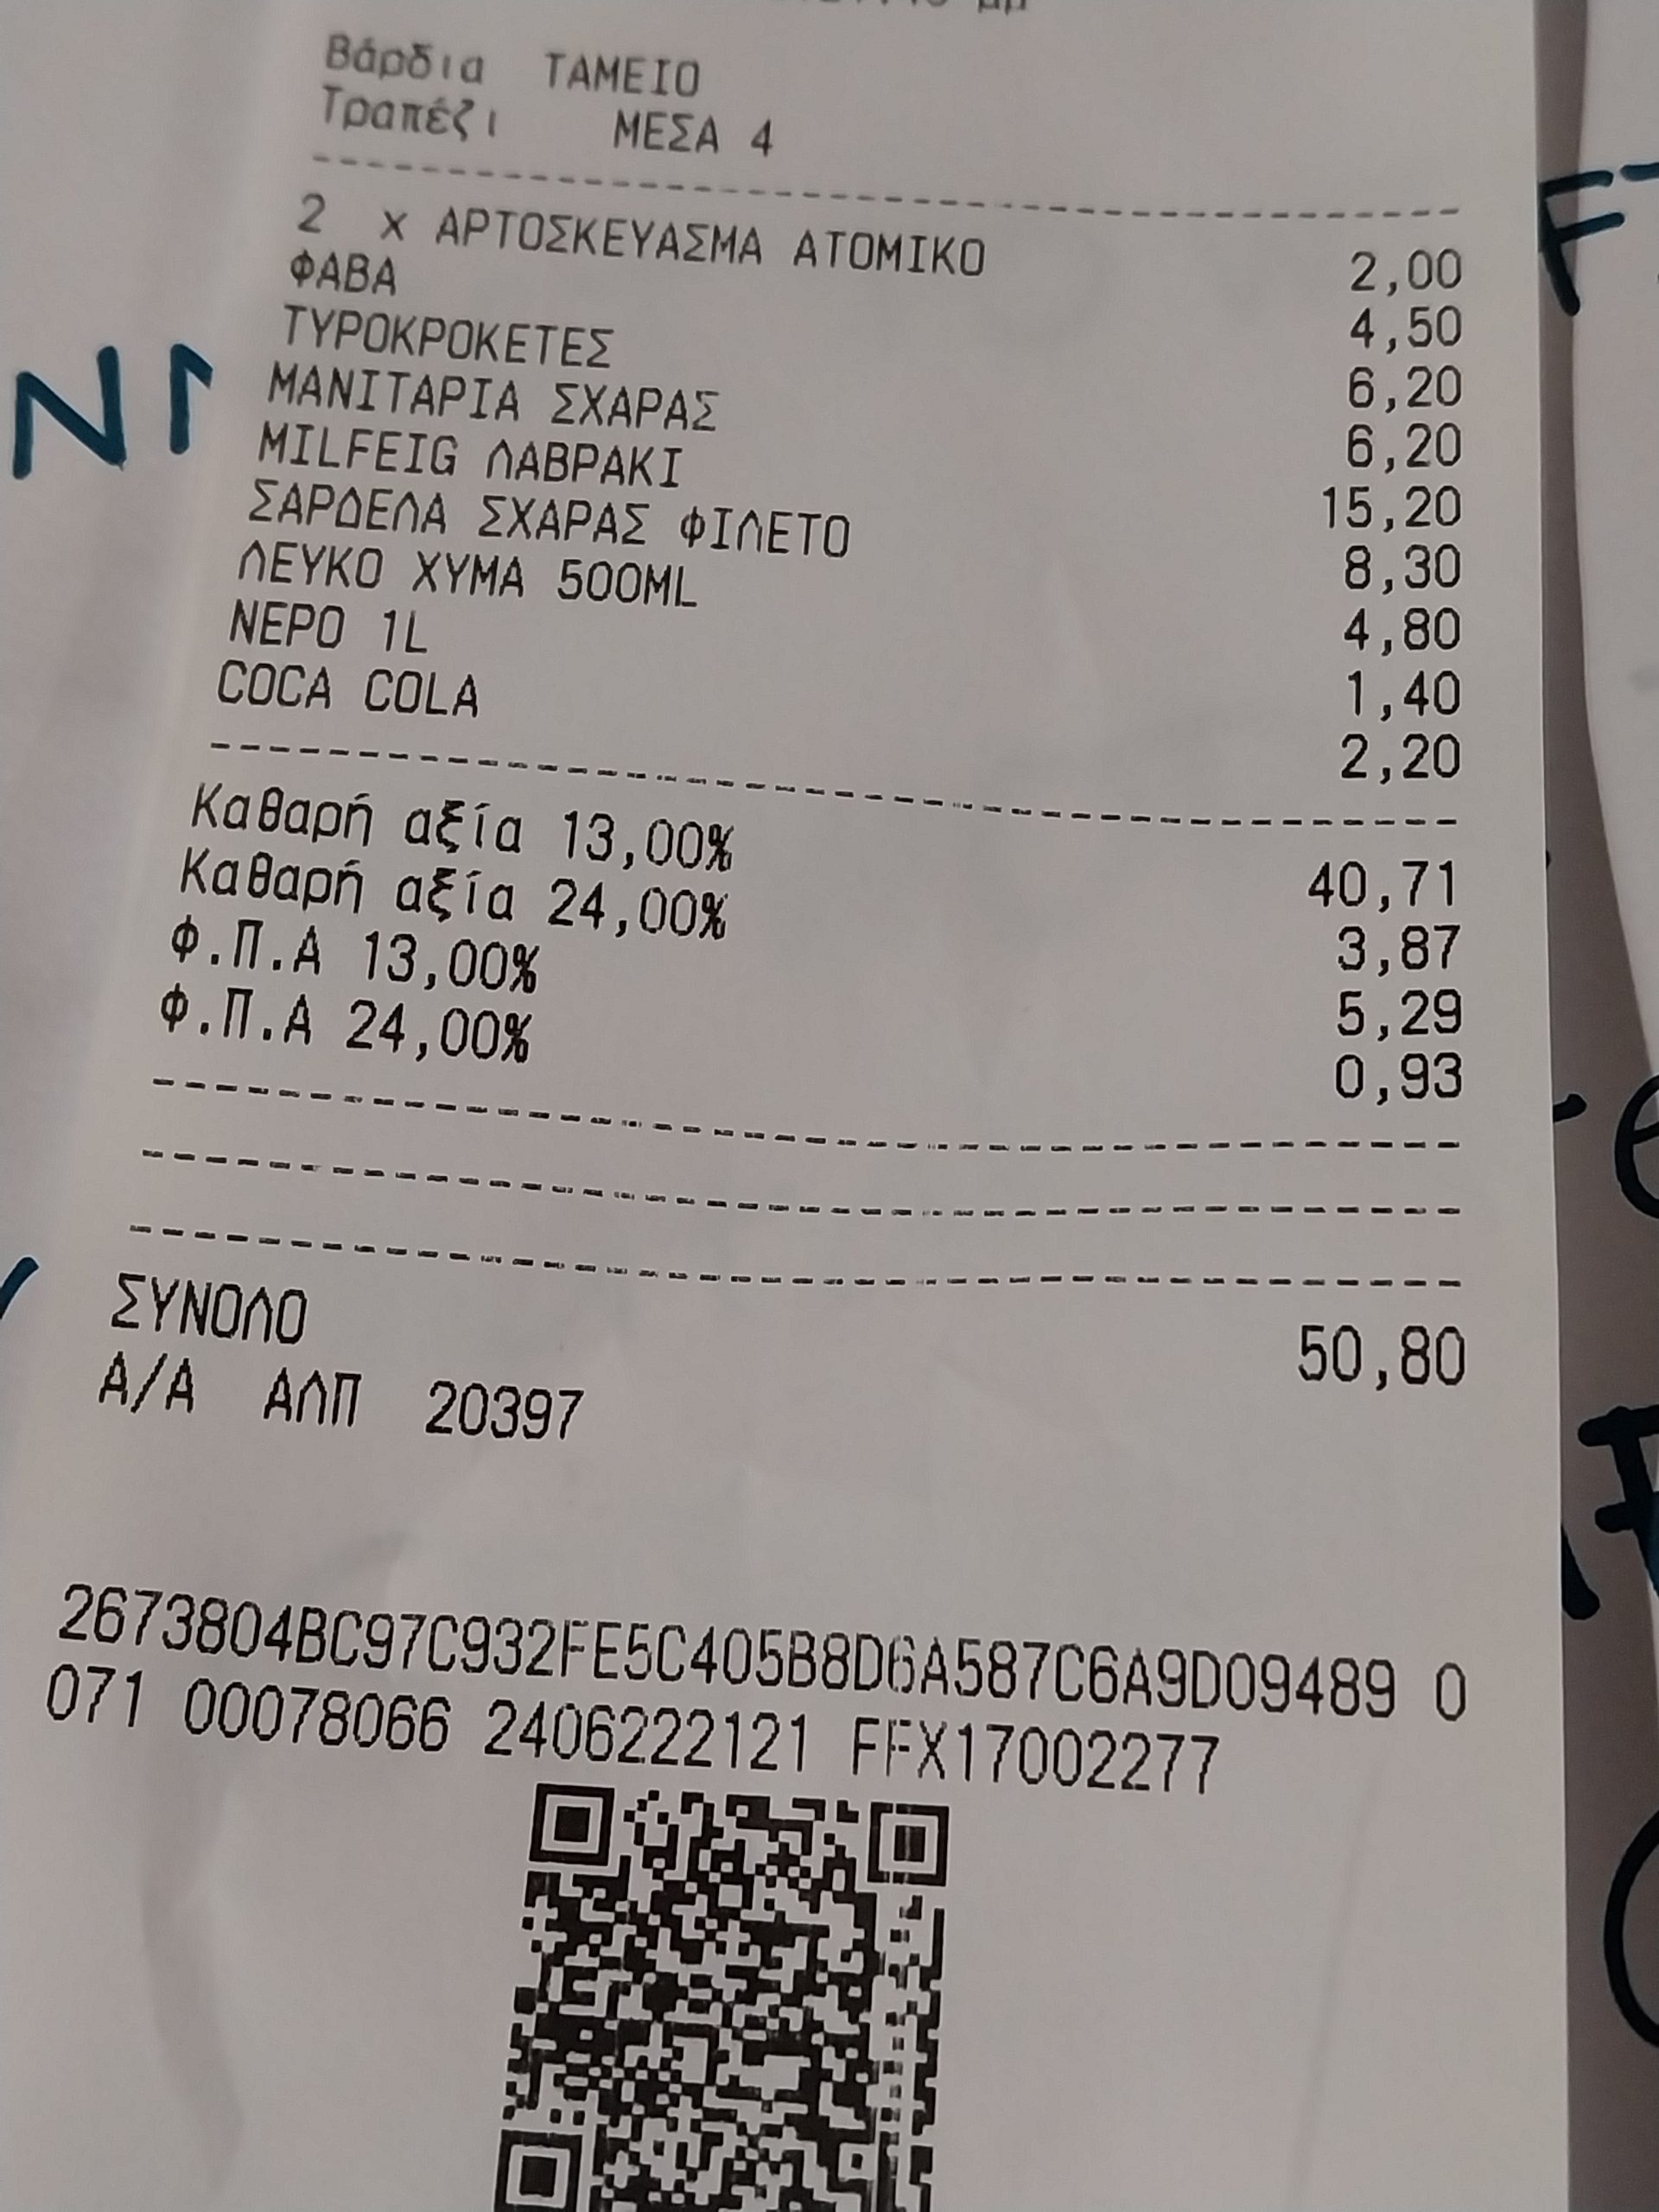 Βάρδια ΤΑΜΕΙΟ
Τραπέζι ΜΕΣΑ 4
2 x ΑΡΤΟΣΚΕΥΑΣΜΑ ΑΤΟΜΙΚΟ 2,00
ΦΑΒΑ 4,50
ΤΥΡΟΚΡΟΚΕΤΕΣ 6,20
ΜΑΝΙΤΑΡΙΑ ΣΧΑΡΑΣ 6,20
MILFEIG ΛΑΒΡΑΚΙ 15,20
ΣΑΡΔΕΛΑ ΣΧΑΡΑΣ ΦΙΛΕΤΟ 8,30
ΛΕΥΚΟ ΧΥΜΑ 500ML 4,80
ΝΕΡΟ 1L 1,40
COCA COLA 2,20
Καθαρή αξία 13,00% 40,71
Καθαρή αξία 24,00% 3,87
Φ.Π.Α 13,00% 5,29
Φ.Π.Α 24,00% 0,93
ΣΥΝΟΛΟ 50,80
Α/Α ΑΛΠ 20397
2673804BC97C932FE5C405B8D6A587C6A9D09489 0
071 00078066 2406222121 FFX17002277